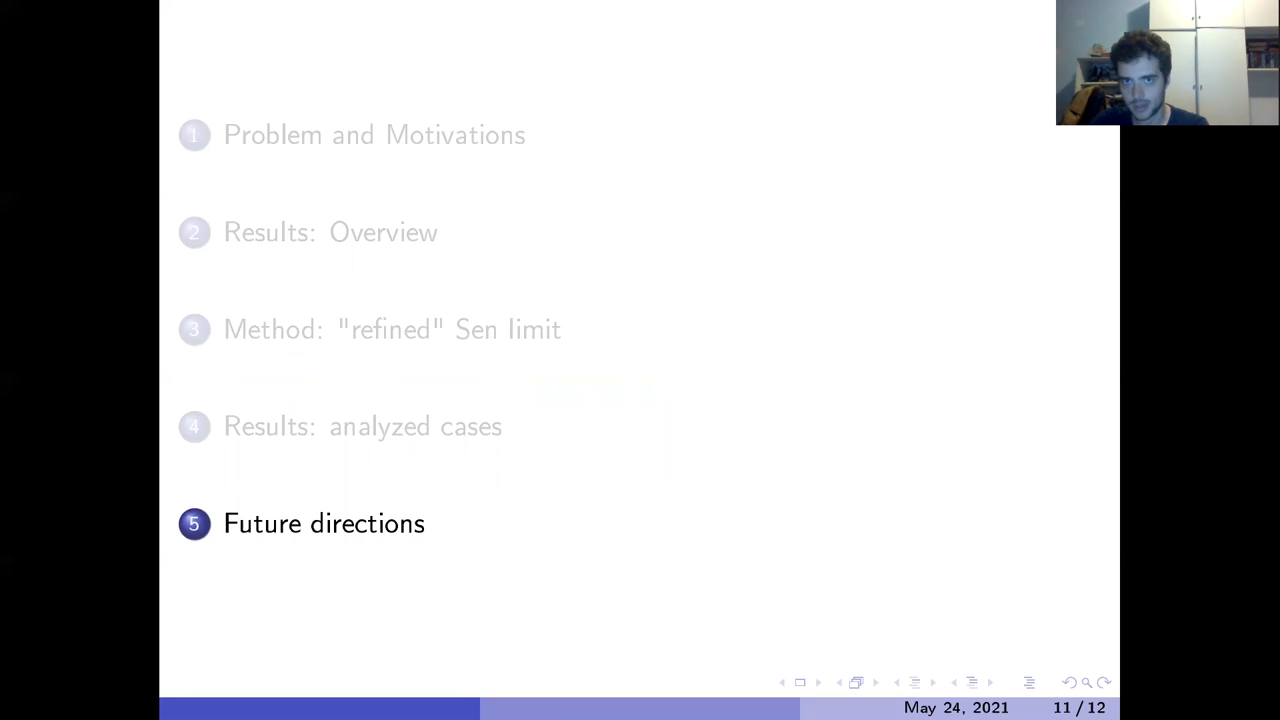 1 Problem and Motivations
2 Results: Overview
3 Method: "refined" Sen limit
4 Results: analyzed cases
5 Future directions
May 24, 2021 11 / 12